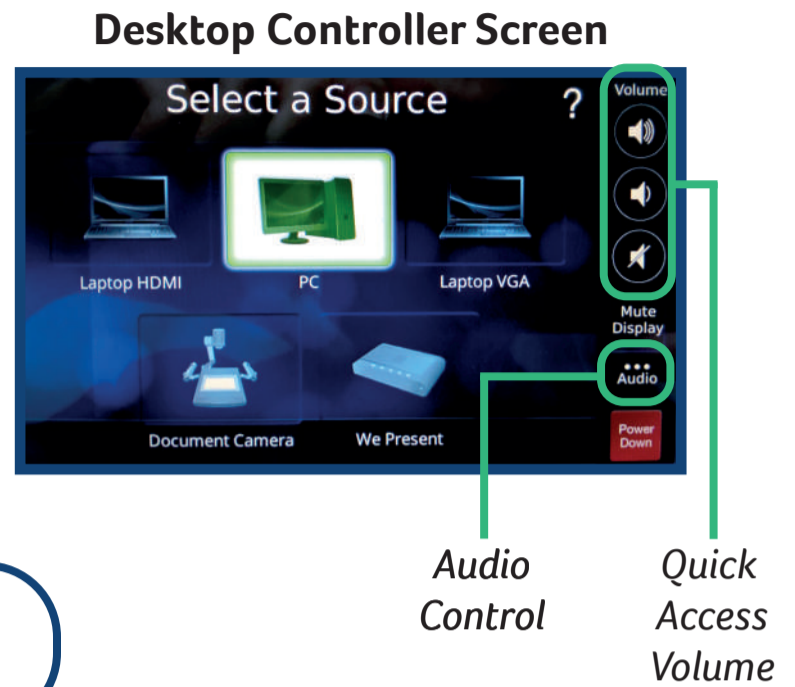 Desktop Controller Screen
Select a Source
?
Volume
Laptop HDMI
PC
Laptop VGA
Mute
Display
•••
Audio
Document Camera
We Present
Power
Down
Audio
Control
Quick
Access
Volume